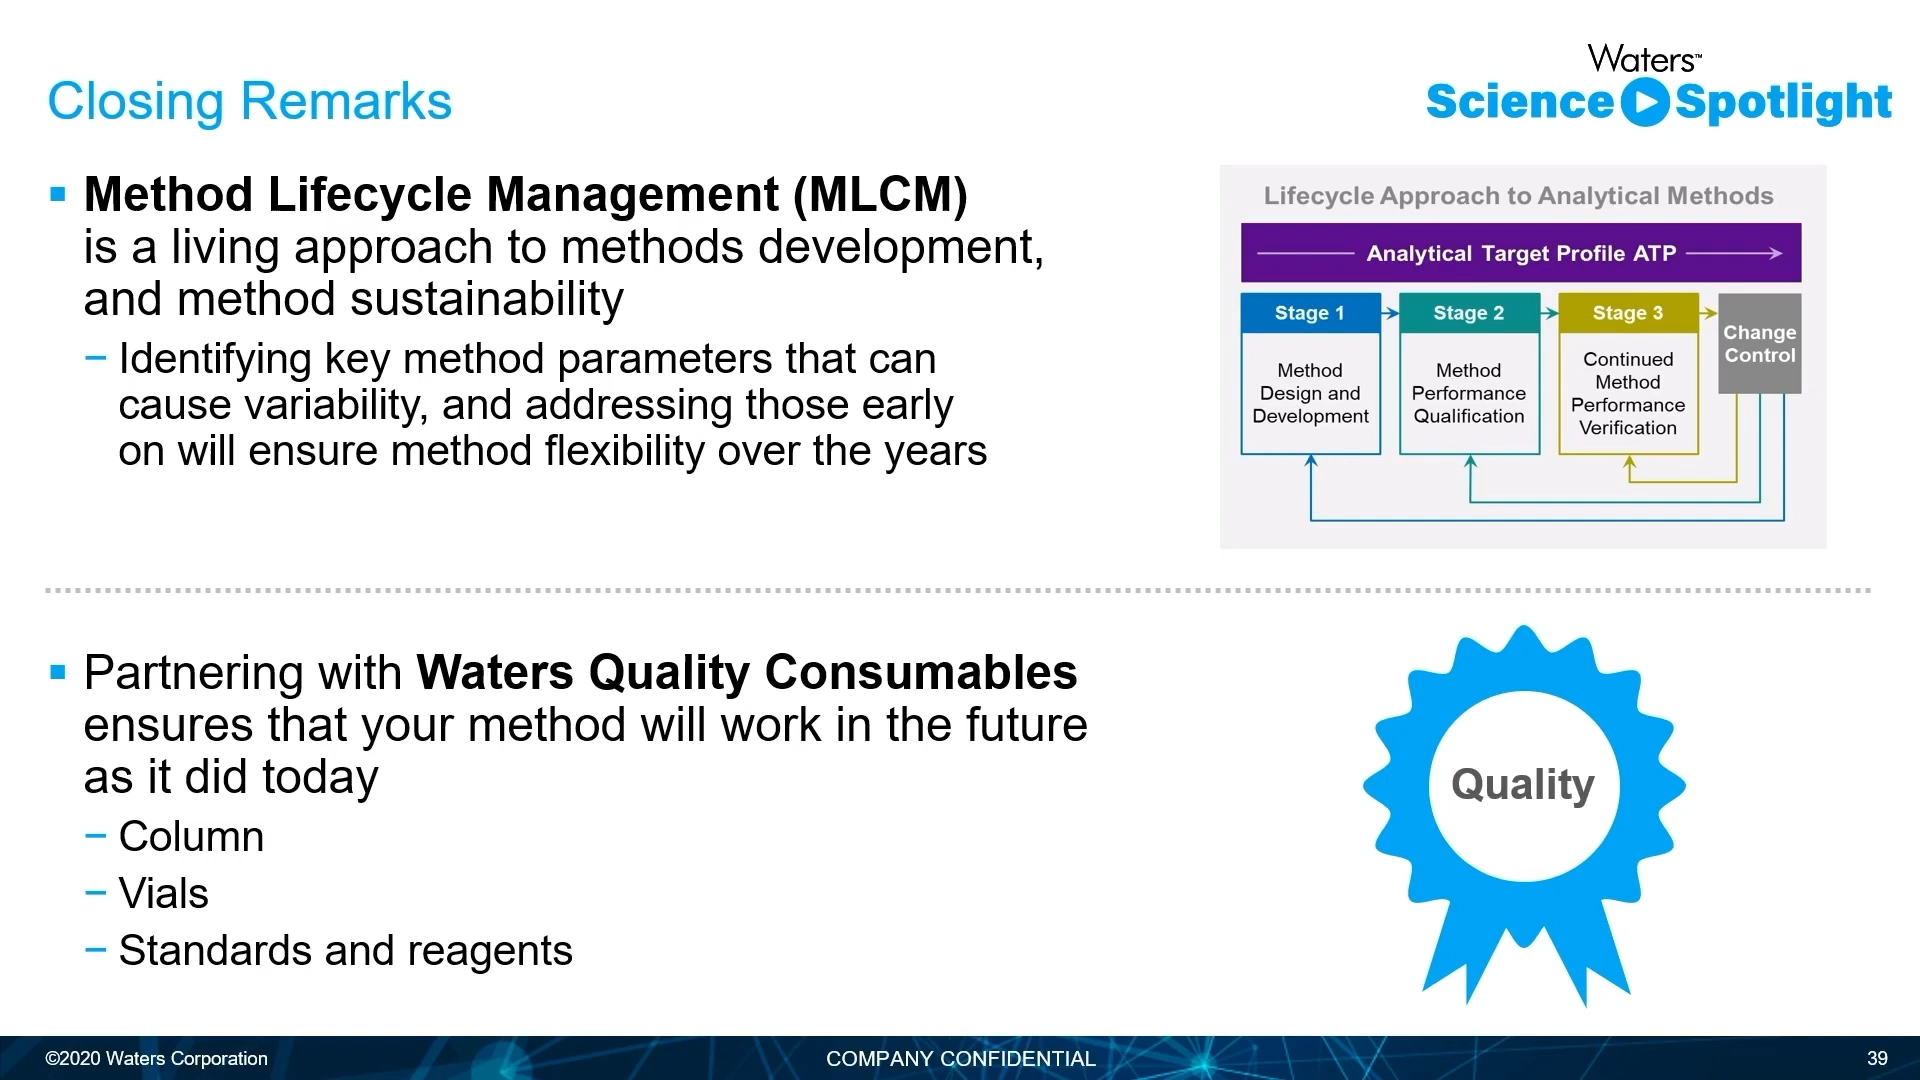 Closing Remarks
Waters™
Science Spotlight
Method Lifecycle Management (MLCM)
is a living approach to methods development,
and method sustainability
− Identifying key method parameters that can
cause variability, and addressing those early
on will ensure method flexibility over the years
Lifecycle Approach to Analytical Methods
Analytical Target Profile ATP
Stage 1
Method
Design and
Development
Stage 2
Method
Performance
Qualification
Stage 3
Continued
Method
Performance
Verification
Change
Control
Partnering with Waters Quality Consumables
ensures that your method will work in the future
as it did today
− Column
− Vials
− Standards and reagents
Quality
©2020 Waters Corporation
COMPANY CONFIDENTIAL
39